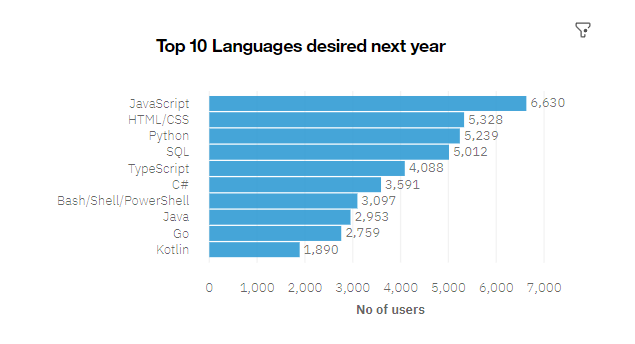 Top 10 Languages desired next year
JavaScript 6,630
HTML/CSS 5,328
Python 5,239
SQL 5,012
TypeScript 4,088
C# 3,591
Bash/Shell/PowerShell 3,097
Java 2,953
Go 2,759
Kotlin 1,890
0 1,000 2,000 3,000 4,000 5,000 6,000 7,000
No of users